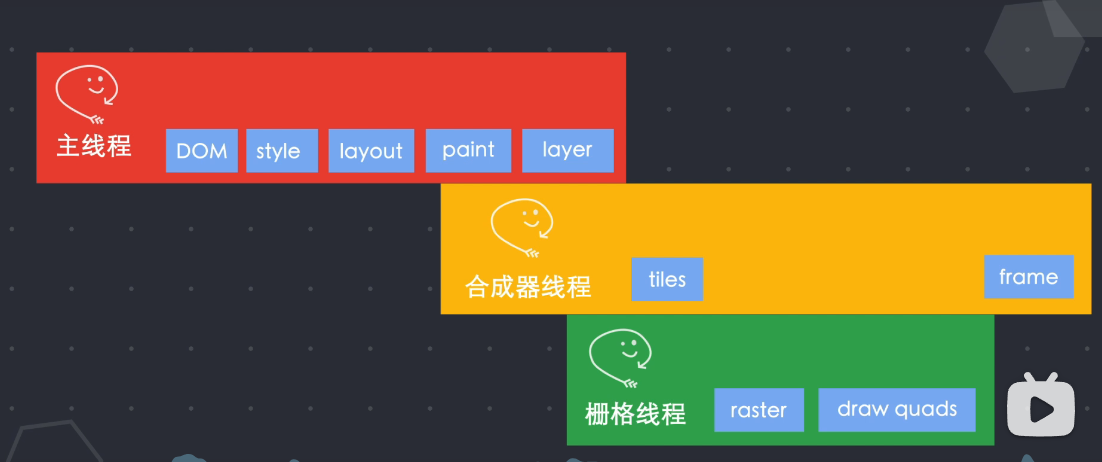 主线程
DOM
style
layout
paint
layer
合成器线程
tiles
frame
栅格线程
raster
draw quads